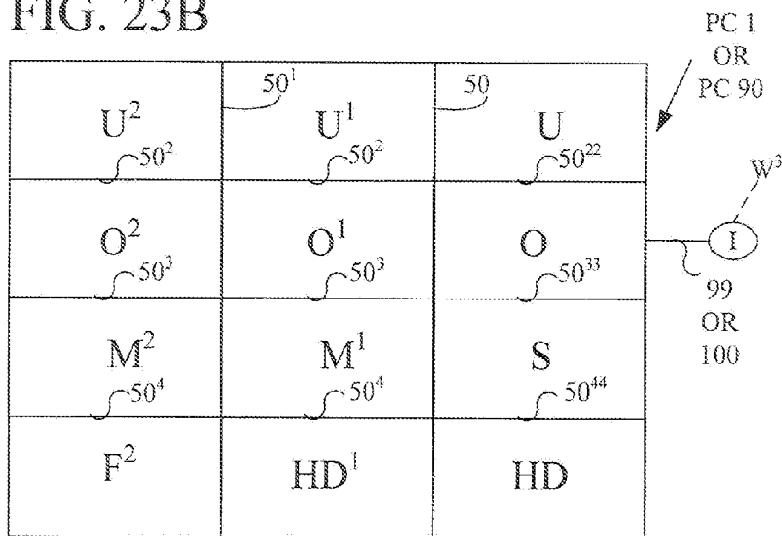 FIG. 23B
PC 1
OR
PC 90
50¹
50
U²
U¹
U
50²
50²
50²²
W³
O²
O¹
O
I
50³
50³
50³³
99
OR
100
M²
M¹
S
50⁴
50⁴
50⁴⁴
F²
HD¹
HD